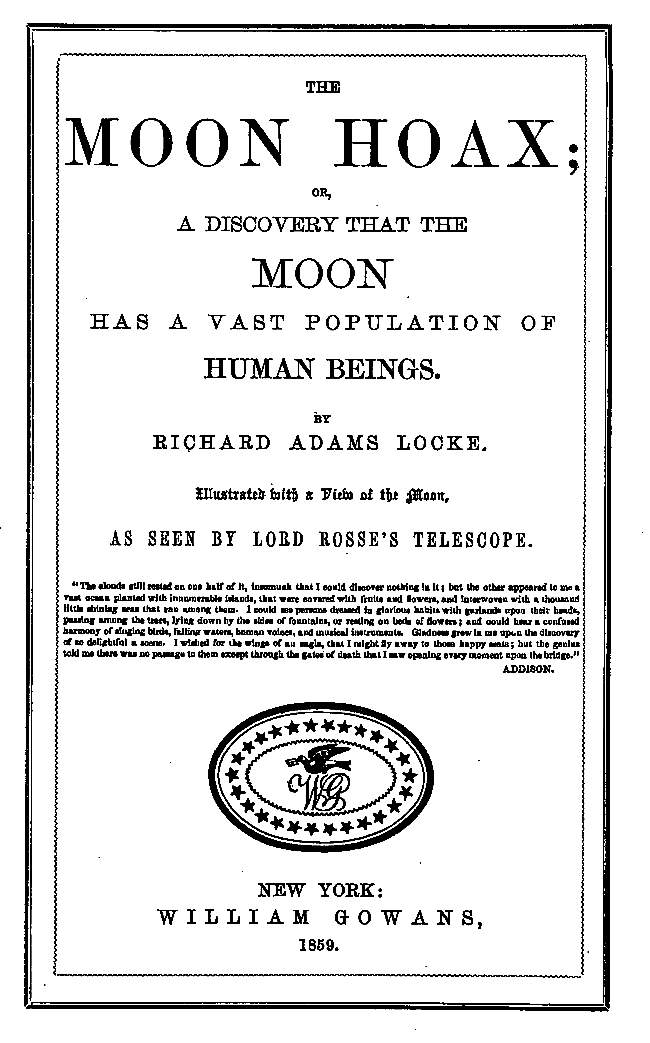 THE
MOON HOAX;
OR,
A DISCOVERY THAT THE
MOON
HAS A VAST POPULATION OF
HUMAN BEINGS.
BY
RICHARD ADAMS LOCKE.
Illustrated with a View of the Moon,
AS SEEN BY LORD ROSSE'S TELESCOPE.
"The clouds still rested on one half of it, insomuch that I could discover nothing in it; but the other appeared to me a
vast ocean planted with innumerable islands, that were covered with fruits and flowers, and interwoven with a thousand
little shining seas that ran among them. I could see persons dressed in glorious habits with garlands upon their heads,
passing among the trees, lying down by the sides of fountains, or resting on beds of flowers; and could hear a confused
harmony of singing birds, falling waters, human voices, and musical instruments. Gladness grew in me upon the discovery
of so delightful a scene. I wished for the wings of an eagle, that I might fly away to those happy seats; but the genius
told me there was no passage to them except through the gates of death that I saw opening every moment upon the bridge."
ADDISON.
WG
NEW YORK:
WILLIAM GOWANS,
1859.